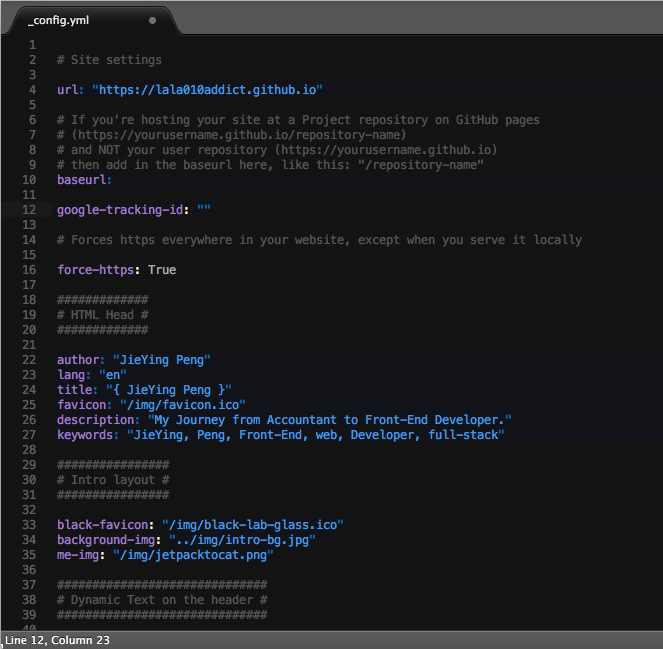 _config.yml
1
2 # Site settings
3
4 url: "https://lala010addict.github.io"
5
6 # If you're hosting your site at a Project repository on GitHub pages
7 # (https://yourusername.github.io/repository-name)
8 # and NOT your user repository (https://yourusername.github.io)
9 # then add in the baseurl here, like this: "/repository-name"
10 baseurl:
11
12 google-tracking-id: ""
13
14 # Forces https everywhere in your website, except when you serve it locally
15
16 force-https: True
17
18 #############
19 # HTML Head #
20 #############
21
22 author: "JieYing Peng"
23 lang: "en"
24 title: "{ JieYing Peng }"
25 favicon: "/img/favicon.ico"
26 description: "My Journey from Accountant to Front-End Developer."
27 keywords: "JieYing, Peng, Front-End, web, Developer, full-stack"
28
29 ################
30 # Intro layout #
31 ################
32
33 black-favicon: "/img/black-lab-glass.ico"
34 background-img: "../img/intro-bg.jpg"
35 me-img: "/img/jetpacktocat.png"
36
37 ##############################
38 # Dynamic Text on the header #
39 ##############################
40
Line 12, Column 23